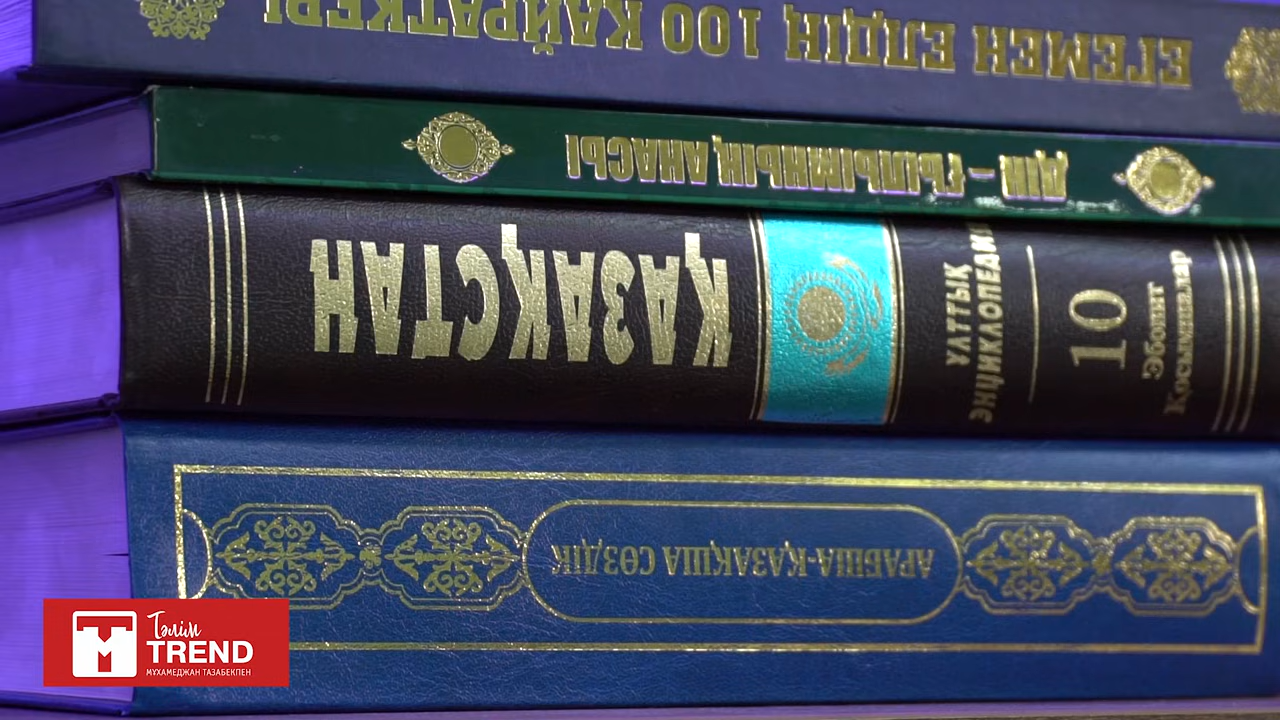 ЕГЕМЕН ЕЛДІҢ 100 ҚАЙРАТКЕРІ
ДІН – ҒЫЛЫМНЫҢ АНАСЫ
ҚАЗАҚСТАН
ҰЛТТЫҚ
ЭНЦИКЛОПЕДИЯ
10
Эбонит
Қосымшалар
АРАБША-ҚАЗАҚША СӨЗДІК
Тәлім
TREND
МҰХАМЕДЖАН ТАЗАБЕКПЕН